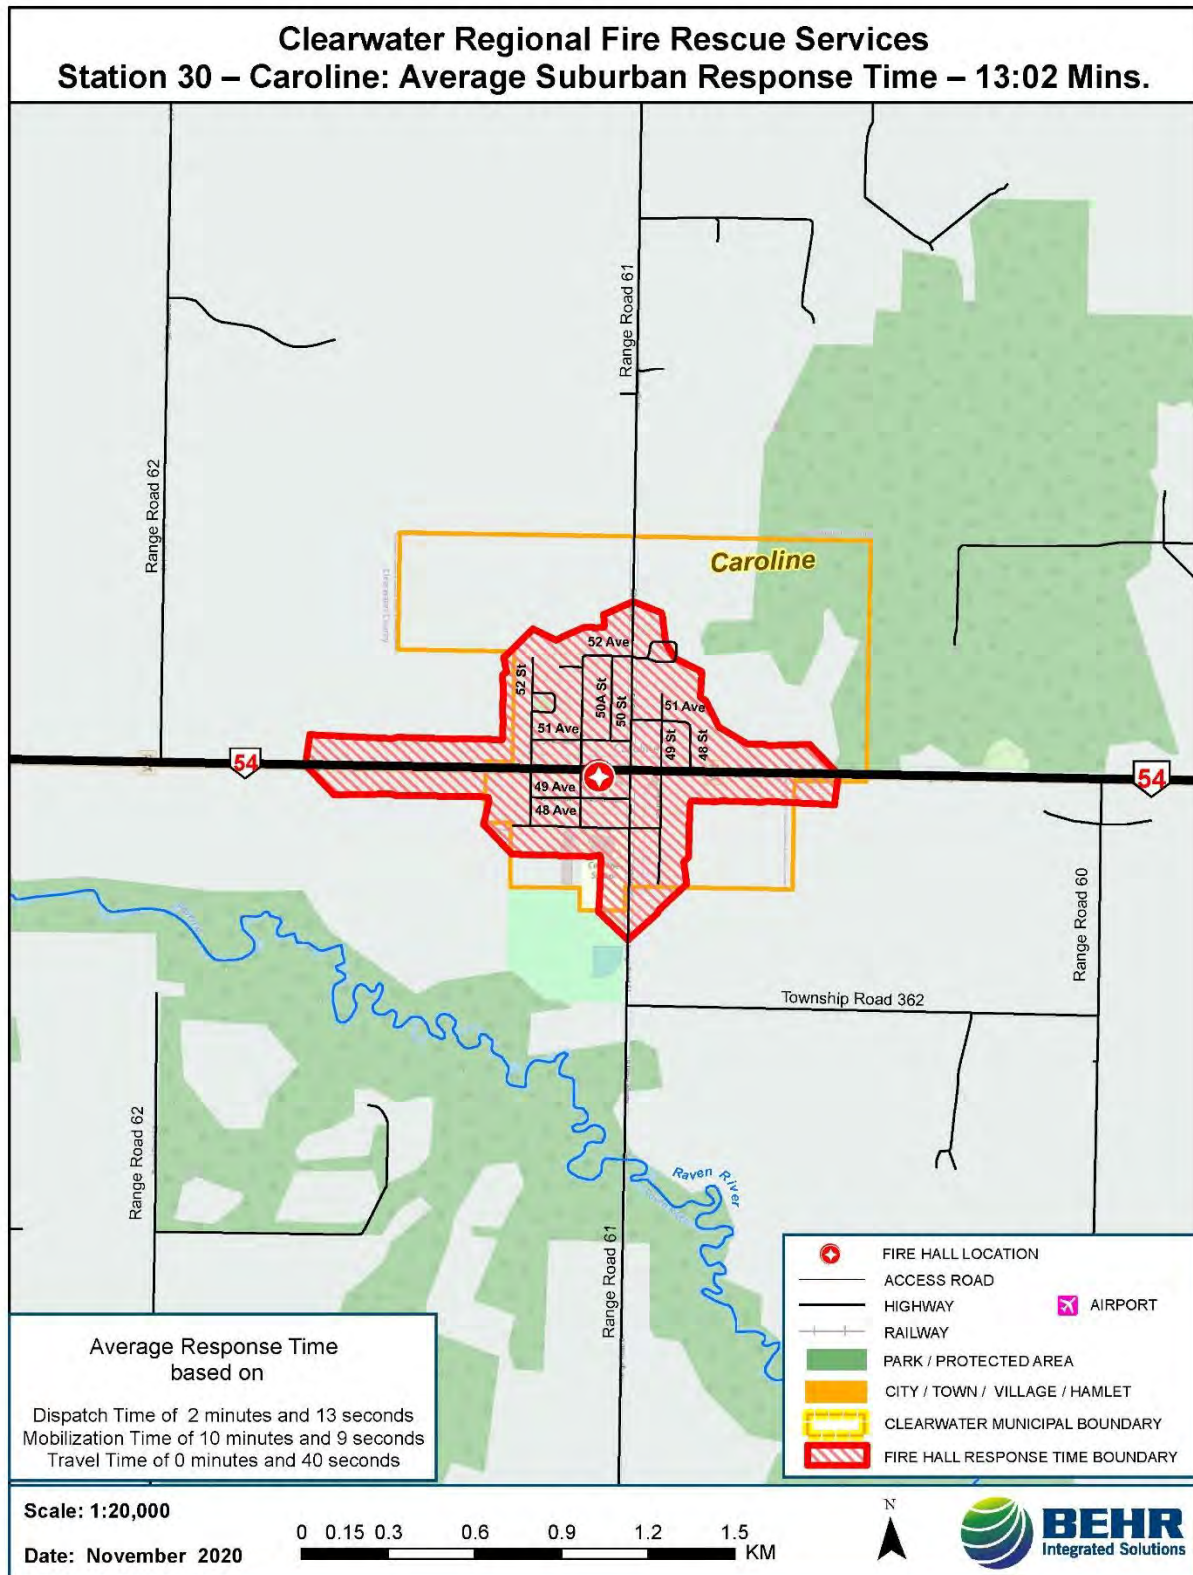 Clearwater Regional Fire Rescue Services
Station 30 – Caroline: Average Suburban Response Time – 13:02 Mins.
Range Road 61
Range Road 62
Caroline
52 Ave
52 St
50A St
50 St
51 Ave
51 Ave
49 St
48 St
54
54
49 Ave
48 Ave
Range Road 60
Township Road 362
Range Road 62
Raven River
Range Road 61
FIRE HALL LOCATION
ACCESS ROAD
HIGHWAY
AIRPORT
RAILWAY
PARK / PROTECTED AREA
CITY / TOWN / VILLAGE / HAMLET
CLEARWATER MUNICIPAL BOUNDARY
FIRE HALL RESPONSE TIME BOUNDARY
Average Response Time
based on
Dispatch Time of 2 minutes and 13 seconds
Mobilization Time of 10 minutes and 9 seconds
Travel Time of 0 minutes and 40 seconds
Scale: 1:20,000
Date: November 2020
0 0.15 0.3 0.6 0.9 1.2 1.5
KM
N
BEHR
Integrated Solutions